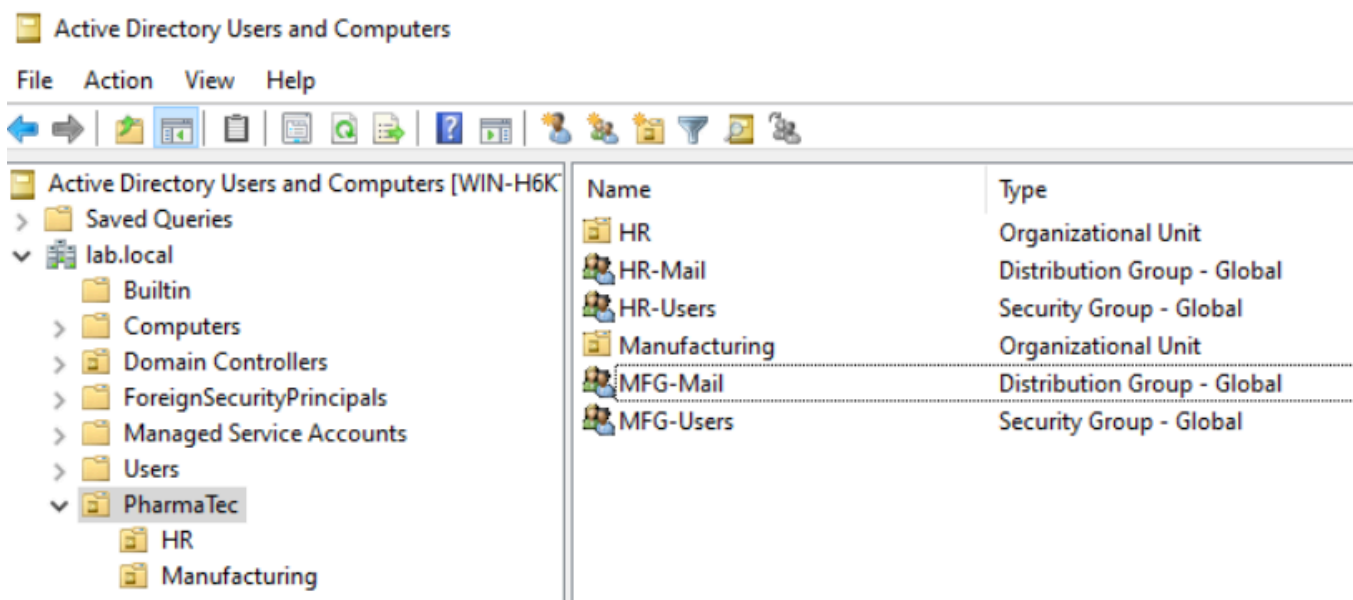 Active Directory Users and Computers
File Action View Help
Active Directory Users and Computers [WIN-H6K
Saved Queries
lab.local
Builtin
Computers
Domain Controllers
ForeignSecurityPrincipals
Managed Service Accounts
Users
PharmaTec
HR
Manufacturing
Name Type
HR Organizational Unit
HR-Mail Distribution Group - Global
HR-Users Security Group - Global
Manufacturing Organizational Unit
MFG-Mail Distribution Group - Global
MFG-Users Security Group - Global